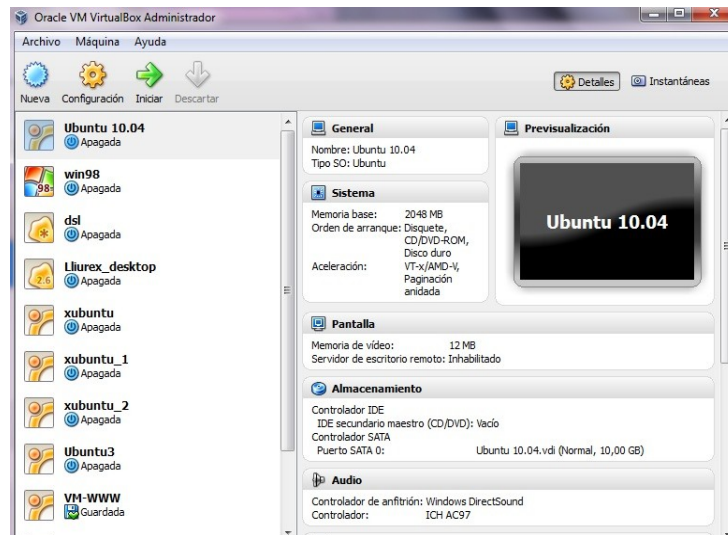 Oracle VM VirtualBox Administrador
Archivo Máquina Ayuda
Nueva Configuración Iniciar Descartar
Detalles Instantáneas
Ubuntu 10.04
Apagada
win98
Apagada
dsl
Apagada
Lliurex_desktop
Apagada
xubuntu
Apagada
xubuntu_1
Apagada
xubuntu_2
Apagada
Ubuntu3
Apagada
VM-WWW
Guardada
General
Nombre: Ubuntu 10.04
Tipo SO: Ubuntu
Sistema
Memoria base: 2048 MB
Orden de arranque: Disquete,
CD/DVD-ROM,
Disco duro
Aceleración: VT-x/AMD-V,
Paginación
anidada
Previsualización
Ubuntu 10.04
Pantalla
Memoria de vídeo: 12 MB
Servidor de escritorio remoto: Inhabilitado
Almacenamiento
Controlador IDE
IDE secundario maestro (CD/DVD): Vacío
Controlador SATA
Puerto SATA 0: Ubuntu 10.04.vdi (Normal, 10,00 GB)
Audio
Controlador de anfitrión: Windows DirectSound
Controlador: ICH AC97